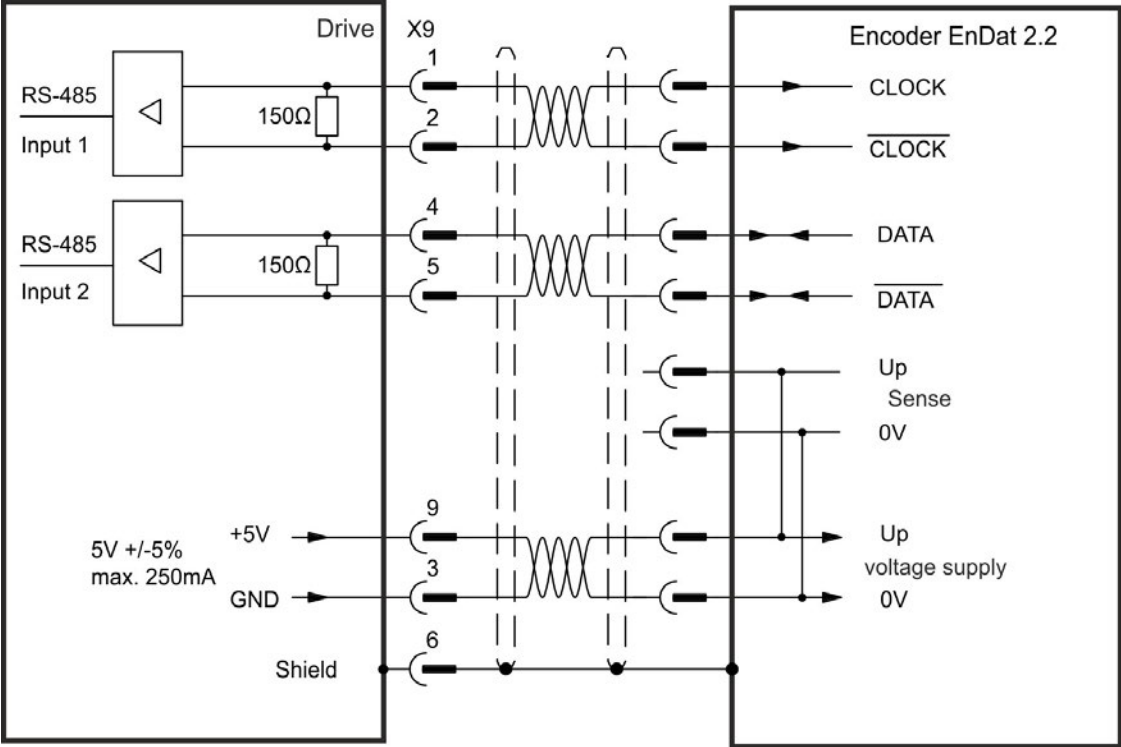 Drive
X9
Encoder EnDat 2.2
1
RS-485
Input 1
150Ω
CLOCK
2
CLOCK
4
RS-485
Input 2
150Ω
DATA
5
DATA
Up
Sense
0V
9
+5V
5V +/-5%
max. 250mA
Up
voltage supply
3
GND
0V
6
Shield